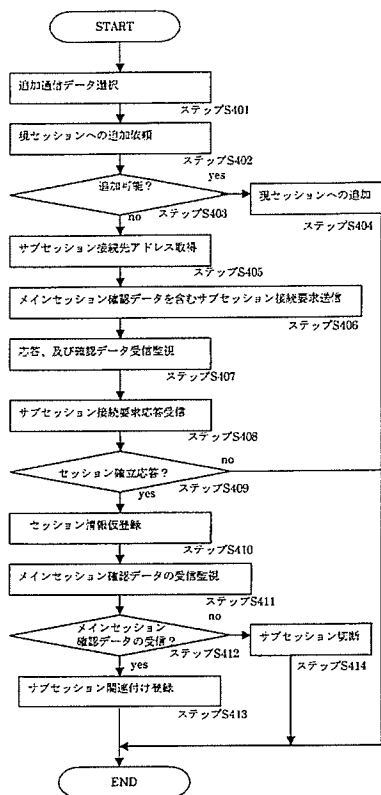 START
追加通信データ選択
ステップS401
現セッションへの追加依頼
ステップS402
追加可能?
yes
no
ステップS403
現セッションへの追加
ステップS404
サブセッション接続先アドレス取得
ステップS405
メインセッション確認データを含むサブセッション接続要求送信
ステップS406
応答、及び確認データ受信監視
ステップS407
サブセッション接続要求応答受信
ステップS408
セッション確立応答?
no
yes
ステップS409
セッション情報仮登録
ステップS410
メインセッション確認データの受信監視
ステップS411
メインセッション
確認データの受信?
no
yes
ステップS412
サブセッション切断
ステップS414
サブセッション関連付け登録
ステップS413
END